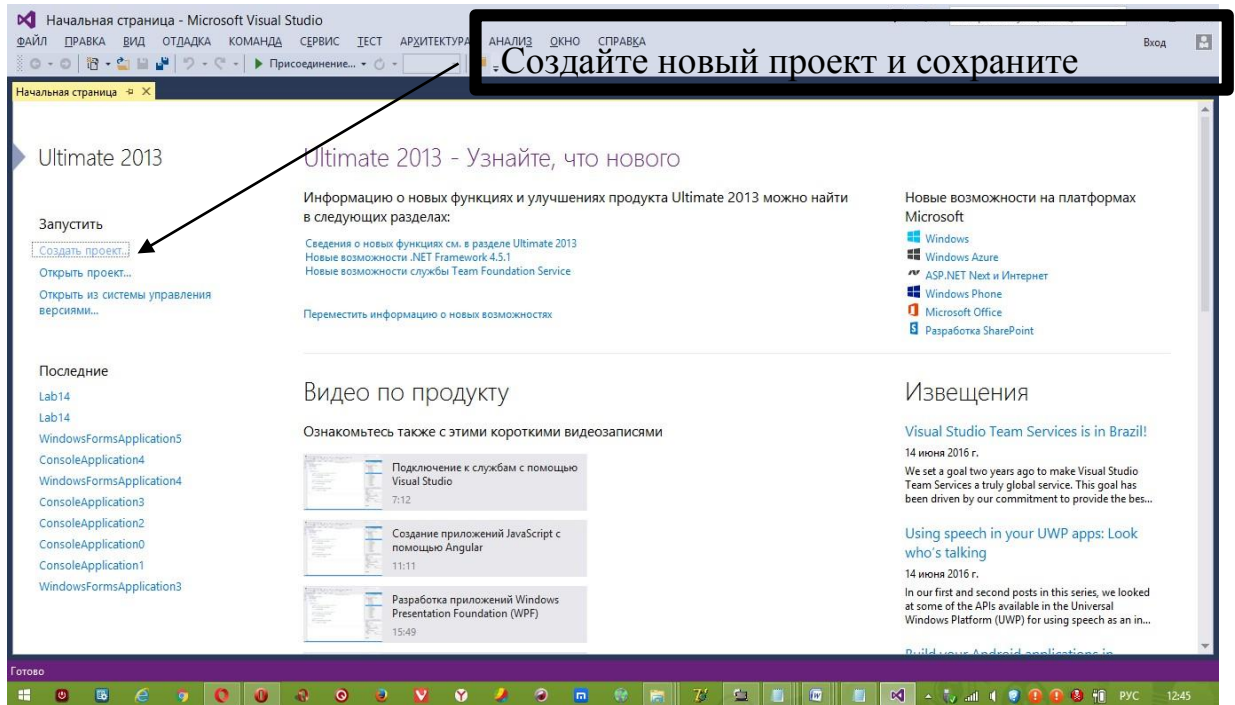 Начальная страница - Microsoft Visual Studio
ФАЙЛ ПРАВКА ВИД ОТЛАДКА КОМАНДА СЕРВИС ТЕСТ АРХИТЕКТУРА АНАЛИЗ ОКНО СПРАВКА
Вход
Присоединение...
Создайте новый проект и сохраните
Начальная страница
Ultimate 2013
Запустить
Создать проект...
Открыть проект...
Открыть из системы управления
версиями...
Последние
Lab14
Lab14
WindowsFormsApplication5
ConsoleApplication4
WindowsFormsApplication4
ConsoleApplication3
ConsoleApplication2
ConsoleApplication0
ConsoleApplication1
WindowsFormsApplication3
Ultimate 2013 - Узнайте, что нового
Информацию о новых функциях и улучшениях продукта Ultimate 2013 можно найти
в следующих разделах:
Сведения о новых функциях см. в разделе Ultimate 2013
Новые возможности .NET Framework 4.5.1
Новые возможности службы Team Foundation Service
Переместить информацию о новых возможностях
Новые возможности на платформах
Microsoft
Windows
Windows Azure
ASP.NET Next и Интернет
Windows Phone
Microsoft Office
Разработка SharePoint
Видео по продукту
Ознакомьтесь также с этими короткими видеозаписями
Подключение к службам с помощью
Visual Studio
7:12
Создание приложений JavaScript с
помощью Angular
11:11
Разработка приложений Windows
Presentation Foundation (WPF)
15:49
Извещения
Visual Studio Team Services is in Brazil!
14 июня 2016 г.
We set a goal two years ago to make Visual Studio
Team Services a truly global service. This goal has
been driven by our commitment to provide the bes...
Using speech in your UWP apps: Look
who's talking
14 июня 2016 г.
In our first and second posts in this series, we looked
at some of the APIs available in the Universal
Windows Platform (UWP) for using speech as an in...
Build your Android applications in
Готово
РУС 12:45